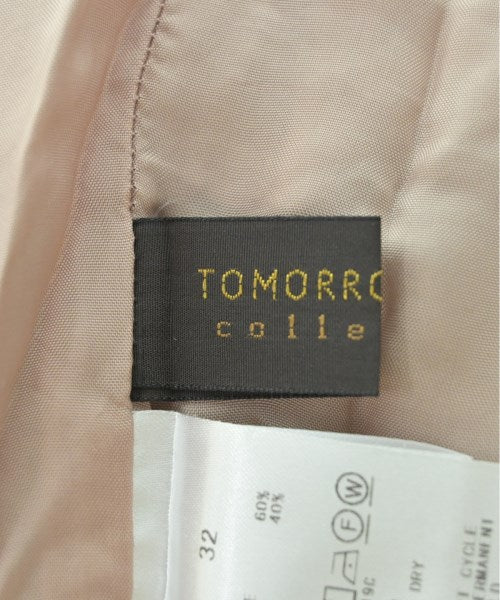 TOMORRO
colle
32
60%
40%
F W
DRY
CYCLE